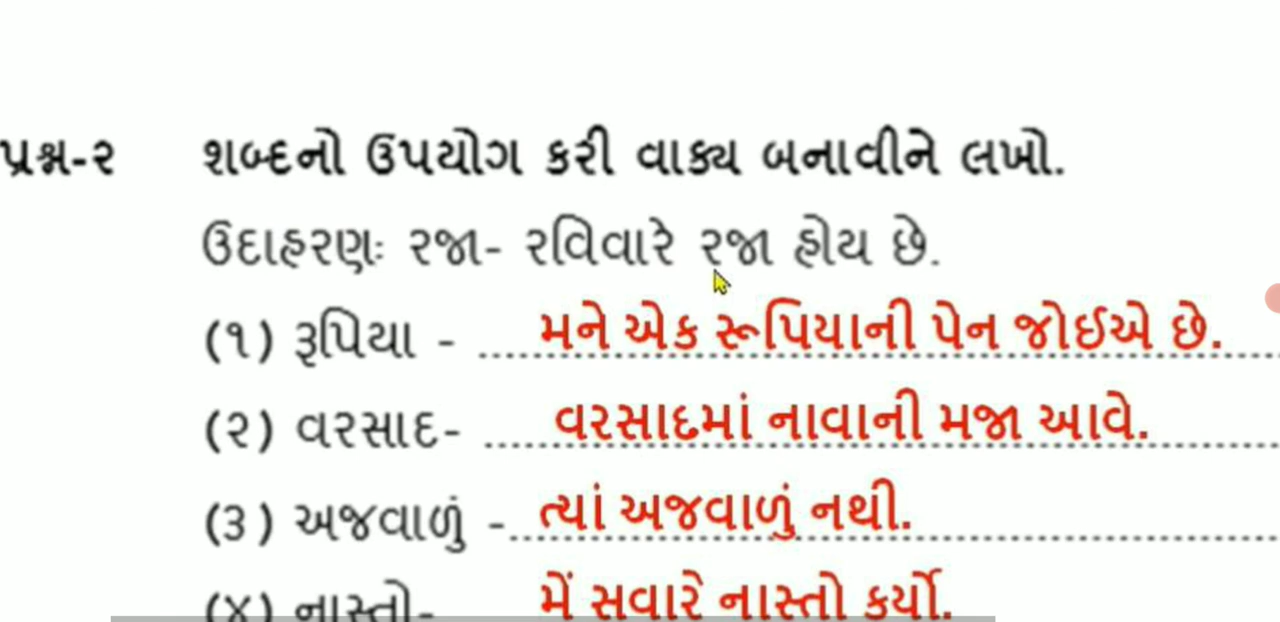 પ્રશ્ન-૨ શબ્દનો ઉપયોગ કરી વાક્ય બનાવીને લખો.
ઉદાહરણઃ રજા- રવિવારે રજા હોય છે.
(૧) રૂપિયા - મને એક રૂપિયાની પેન જોઈએ છે.
(૨) વરસાદ- વરસાદમાં નાવાની મજા આવે.
(૩) અજવાળું - ત્યાં અજવાળું નથી.
(૪) નાસ્તો- મેં સવારે નાસ્તો કર્યો.